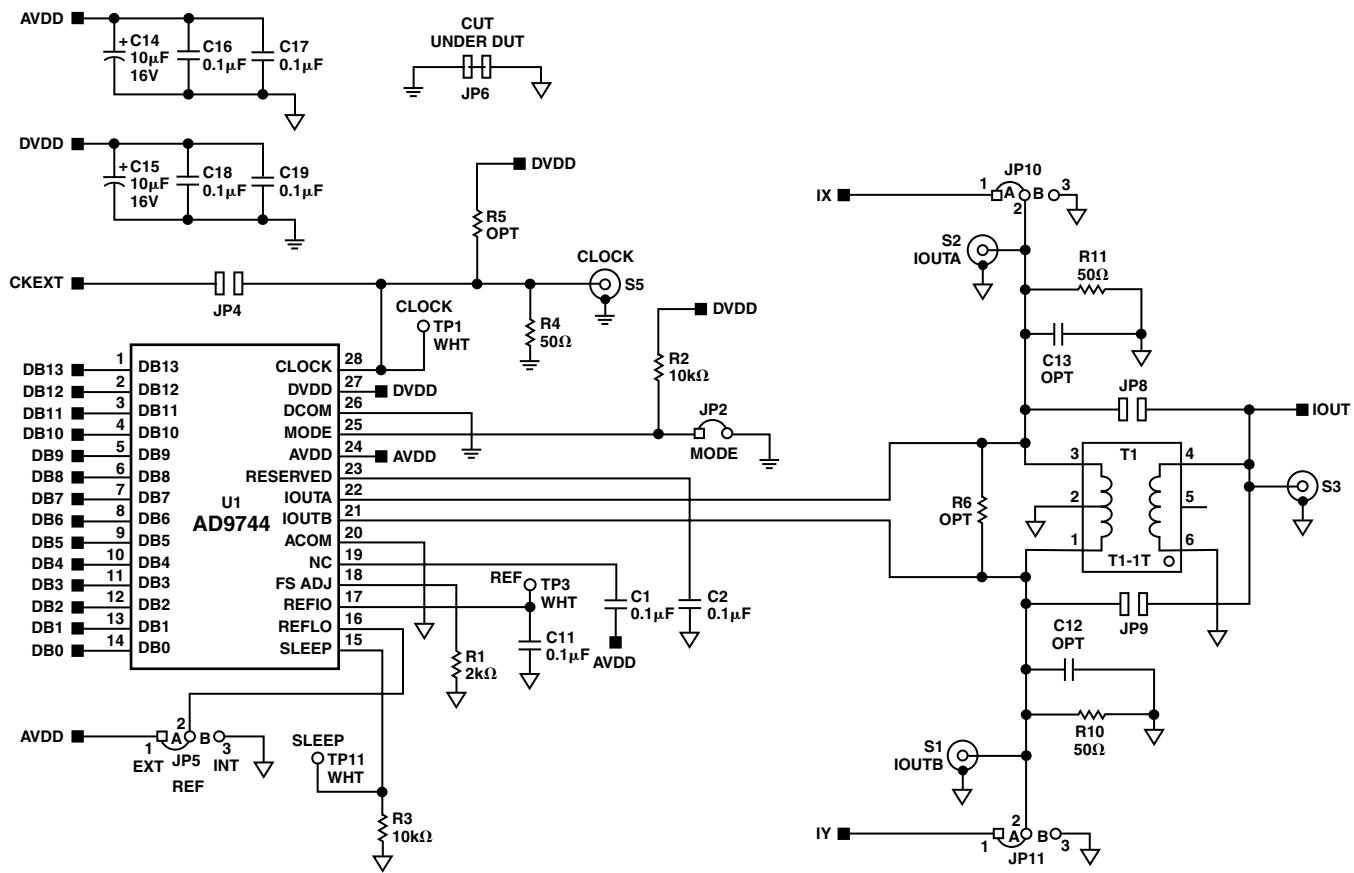 AVDD
+ C14
10µF
16V
C16
0.1µF
C17
0.1µF
CUT
UNDER DUT
JP6
DVDD
+ C15
10µF
16V
C18
0.1µF
C19
0.1µF
DVDD
R5
OPT
CKEXT
JP4
CLOCK
S5
CLOCK
TP1
WHT
R4
50Ω
DVDD
R2
10kΩ
JP2
MODE
DB13 1 DB13
DB12 2 DB12
DB11 3 DB11
DB10 4 DB10
DB9 5 DB9
DB8 6 DB8
DB7 7 DB7
DB6 8 DB6
DB5 9 DB5
DB4 10 DB4
DB3 11 DB3
DB2 12 DB2
DB1 13 DB1
DB0 14 DB0
U1
AD9744
CLOCK 28
DVDD 27 DVDD
DCOM 26
MODE 25
AVDD 24 AVDD
RESERVED 23
IOUTA 22
IOUTB 21
ACOM 20
NC 19
FS ADJ 18
REFIO 17
REFLO 16
SLEEP 15
REF
TP3
WHT
C11
0.1µF
R1
2kΩ
C1
0.1µF
AVDD
C2
0.1µF
AVDD
1 A 2 B 3
EXT JP5 INT
REF
SLEEP
TP11
WHT
R3
10kΩ
JP10
IX
1 A B 3
2
S2
IOUTA
R11
50Ω
C13
OPT
JP8
IOUT
R6
OPT
3 T1 4
2 5
1 6
T1-1T
S3
JP9
C12
OPT
R10
50Ω
S1
IOUTB
IY
2
1 A B 3
JP11